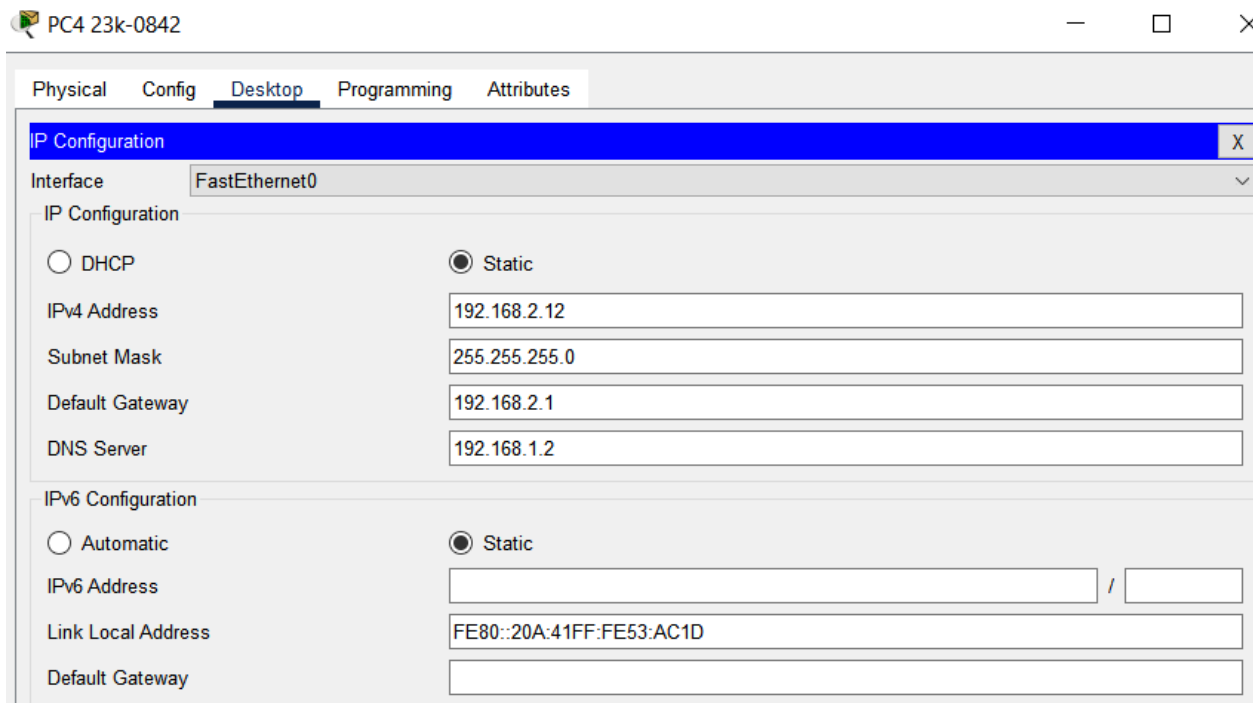 PC4 23k-0842
Physical Config Desktop Programming Attributes
IP Configuration X
Interface FastEthernet0
IP Configuration
DHCP Static
IPv4 Address 192.168.2.12
Subnet Mask 255.255.255.0
Default Gateway 192.168.2.1
DNS Server 192.168.1.2
IPv6 Configuration
Automatic Static
IPv6 Address /
Link Local Address FE80::20A:41FF:FE53:AC1D
Default Gateway